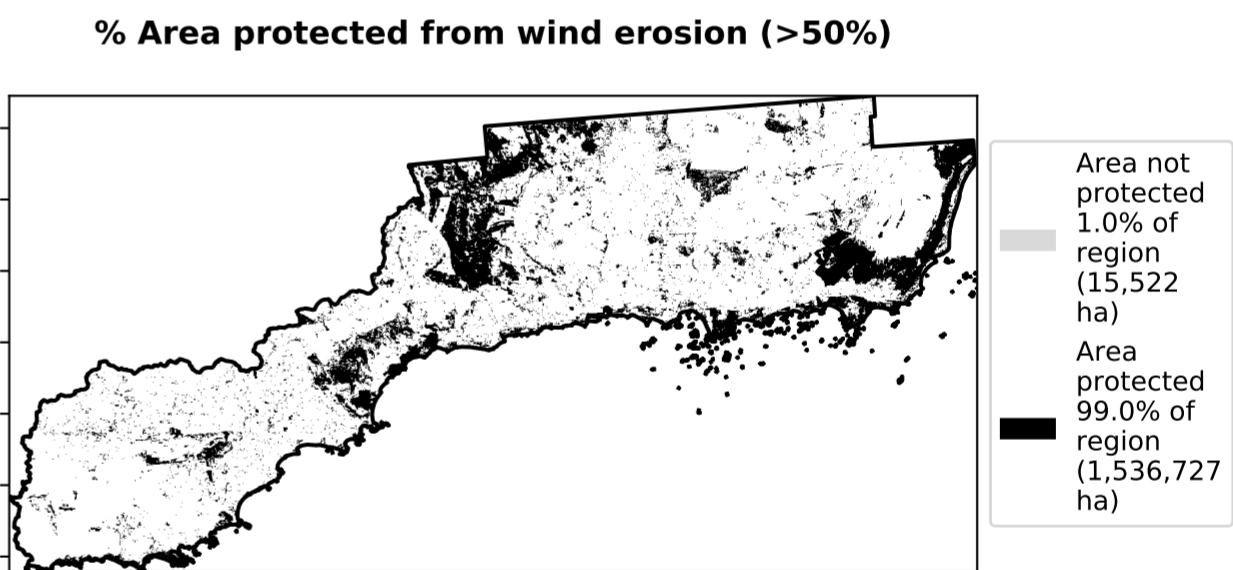 % Area protected from wind erosion (>50%)
Area not
protected
1.0% of
region
(15,522
ha)
Area
protected
99.0% of
region
(1,536,727
ha)